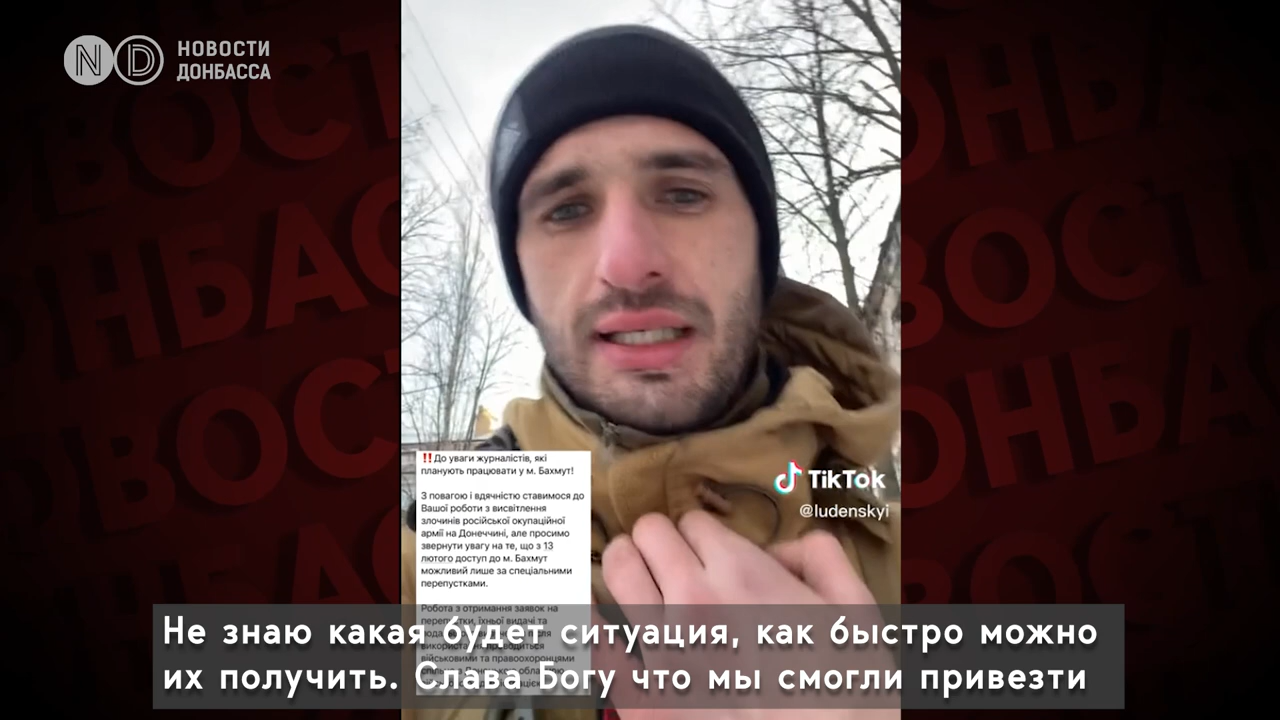 ND НОВОСТИ
ДОНБАССА
‼️До уваги журналістів, які
планують працювати у м. Бахмут!
З повагою і вдячністю ставимося до
Вашої роботи з висвітлення
злочинів російської окупаційної
армії на Донеччині, але просимо
звернути увагу на те, що з 13
лютого доступ до м. Бахмут
можливий лише за спеціальними
перепустками.
Робота з отримання заявок на
TikTok
@ludenskyi
Не знаю какая будет ситуация, как быстро можно
их получить. Слава Богу что мы смогли привезти